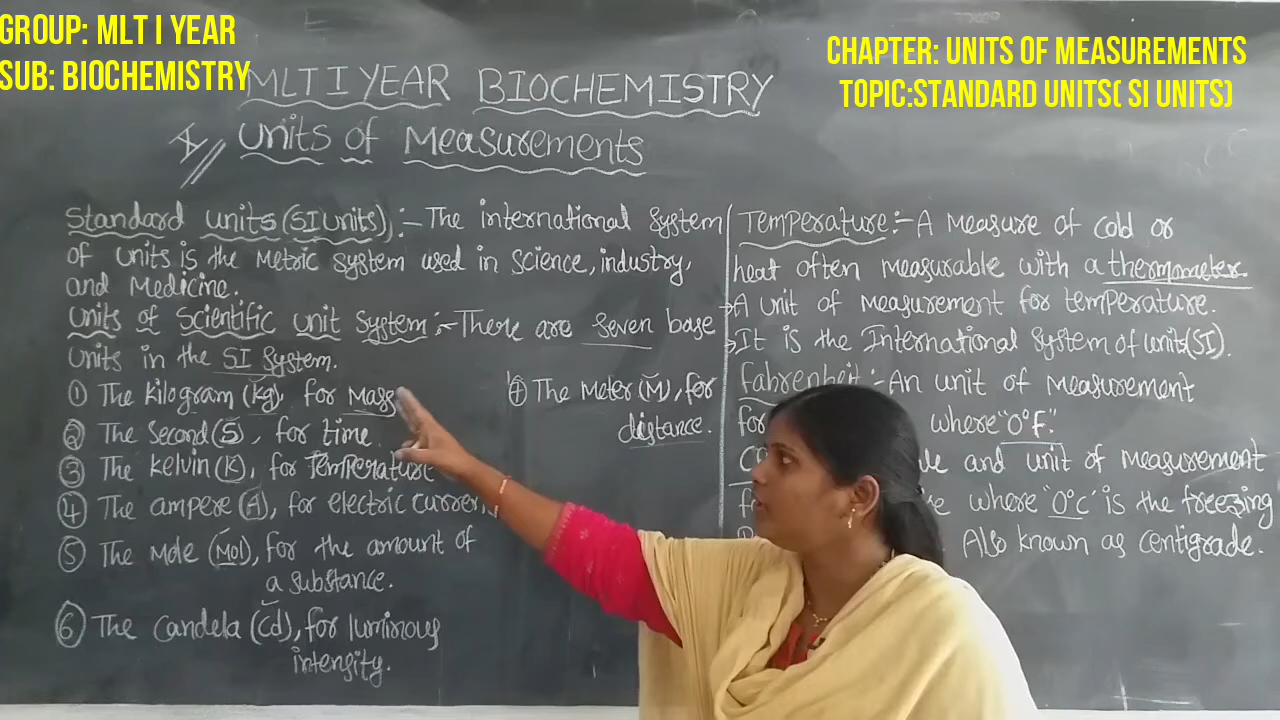 GROUP: MLT I YEAR
SUB: BIOCHEMISTRY
CHAPTER: UNITS OF MEASUREMENTS
TOPIC:STANDARD UNITS( SI UNITS)
MLT I YEAR BIOCHEMISTRY
Units of Measurements
Standard units (SI Units) :- The international System
of units is the metric system used in science, industry,
and Medicine.
Units of Scientific unit System :- There are Seven base
Units in the SI System.
① The kilogram (kg), for Mass
② The Second (S), for time.
③ The kelvin (K), for Temperature
④ The ampere (A), for electric curren
⑤ The Mole (Mol), for the amount of
a substance.
⑥ The Candela (Cd), for luminous
intensity.
⑦ The Meter (M), for
distance.
Temperature :- A Measure of cold or
heat often measurable with a thermometer.
→A unit of measurement for temperature.
→It is the International System of units (SI).
Fahrenheit :- An unit of Measurement
for where "0°F".
and unit of measurement
where "0°C" is the freezing
Also known as centigrade.